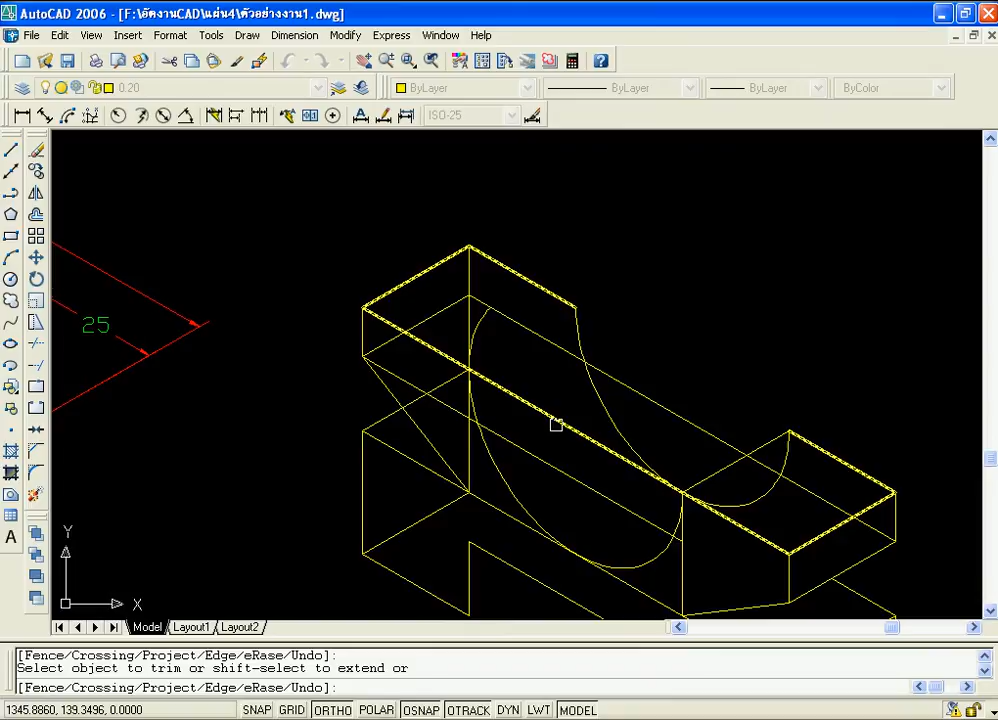 AutoCAD 2006 - [F:\อัดงานCAD\แผ่น4\ตัวอย่างงาน1.dwg]
File Edit View Insert Format Tools Draw Dimension Modify Express Window Help
0.20 ByLayer ByLayer ByLayer ByColor
ISO-25
A
25
Y
X
Model Layout1 Layout2
[Fence/Crossing/Project/Edge/eRase/Undo]:
Select object to trim or shift-select to extend or
[Fence/Crossing/Project/Edge/eRase/Undo]:
1345.8860, 139.3496, 0.0000 SNAP GRID ORTHO POLAR OSNAP OTRACK DYN LWT MODEL